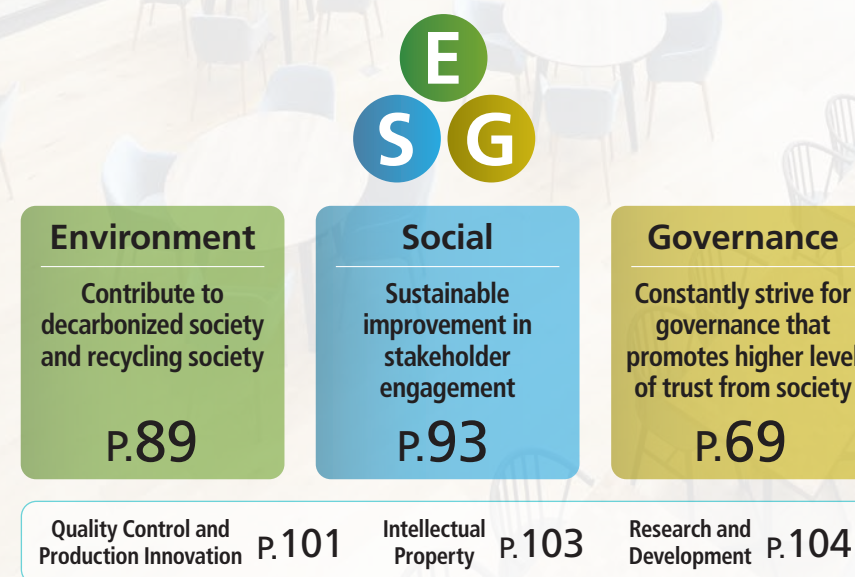 E
S G
Environment
Contribute to
decarbonized society
and recycling society
P.89
Social
Sustainable
improvement in
stakeholder
engagement
P.93
Governance
Constantly strive for
governance that
promotes higher level
of trust from society
P.69
Quality Control and
Production Innovation P.101
Intellectual
Property P.103
Research and
Development P.104